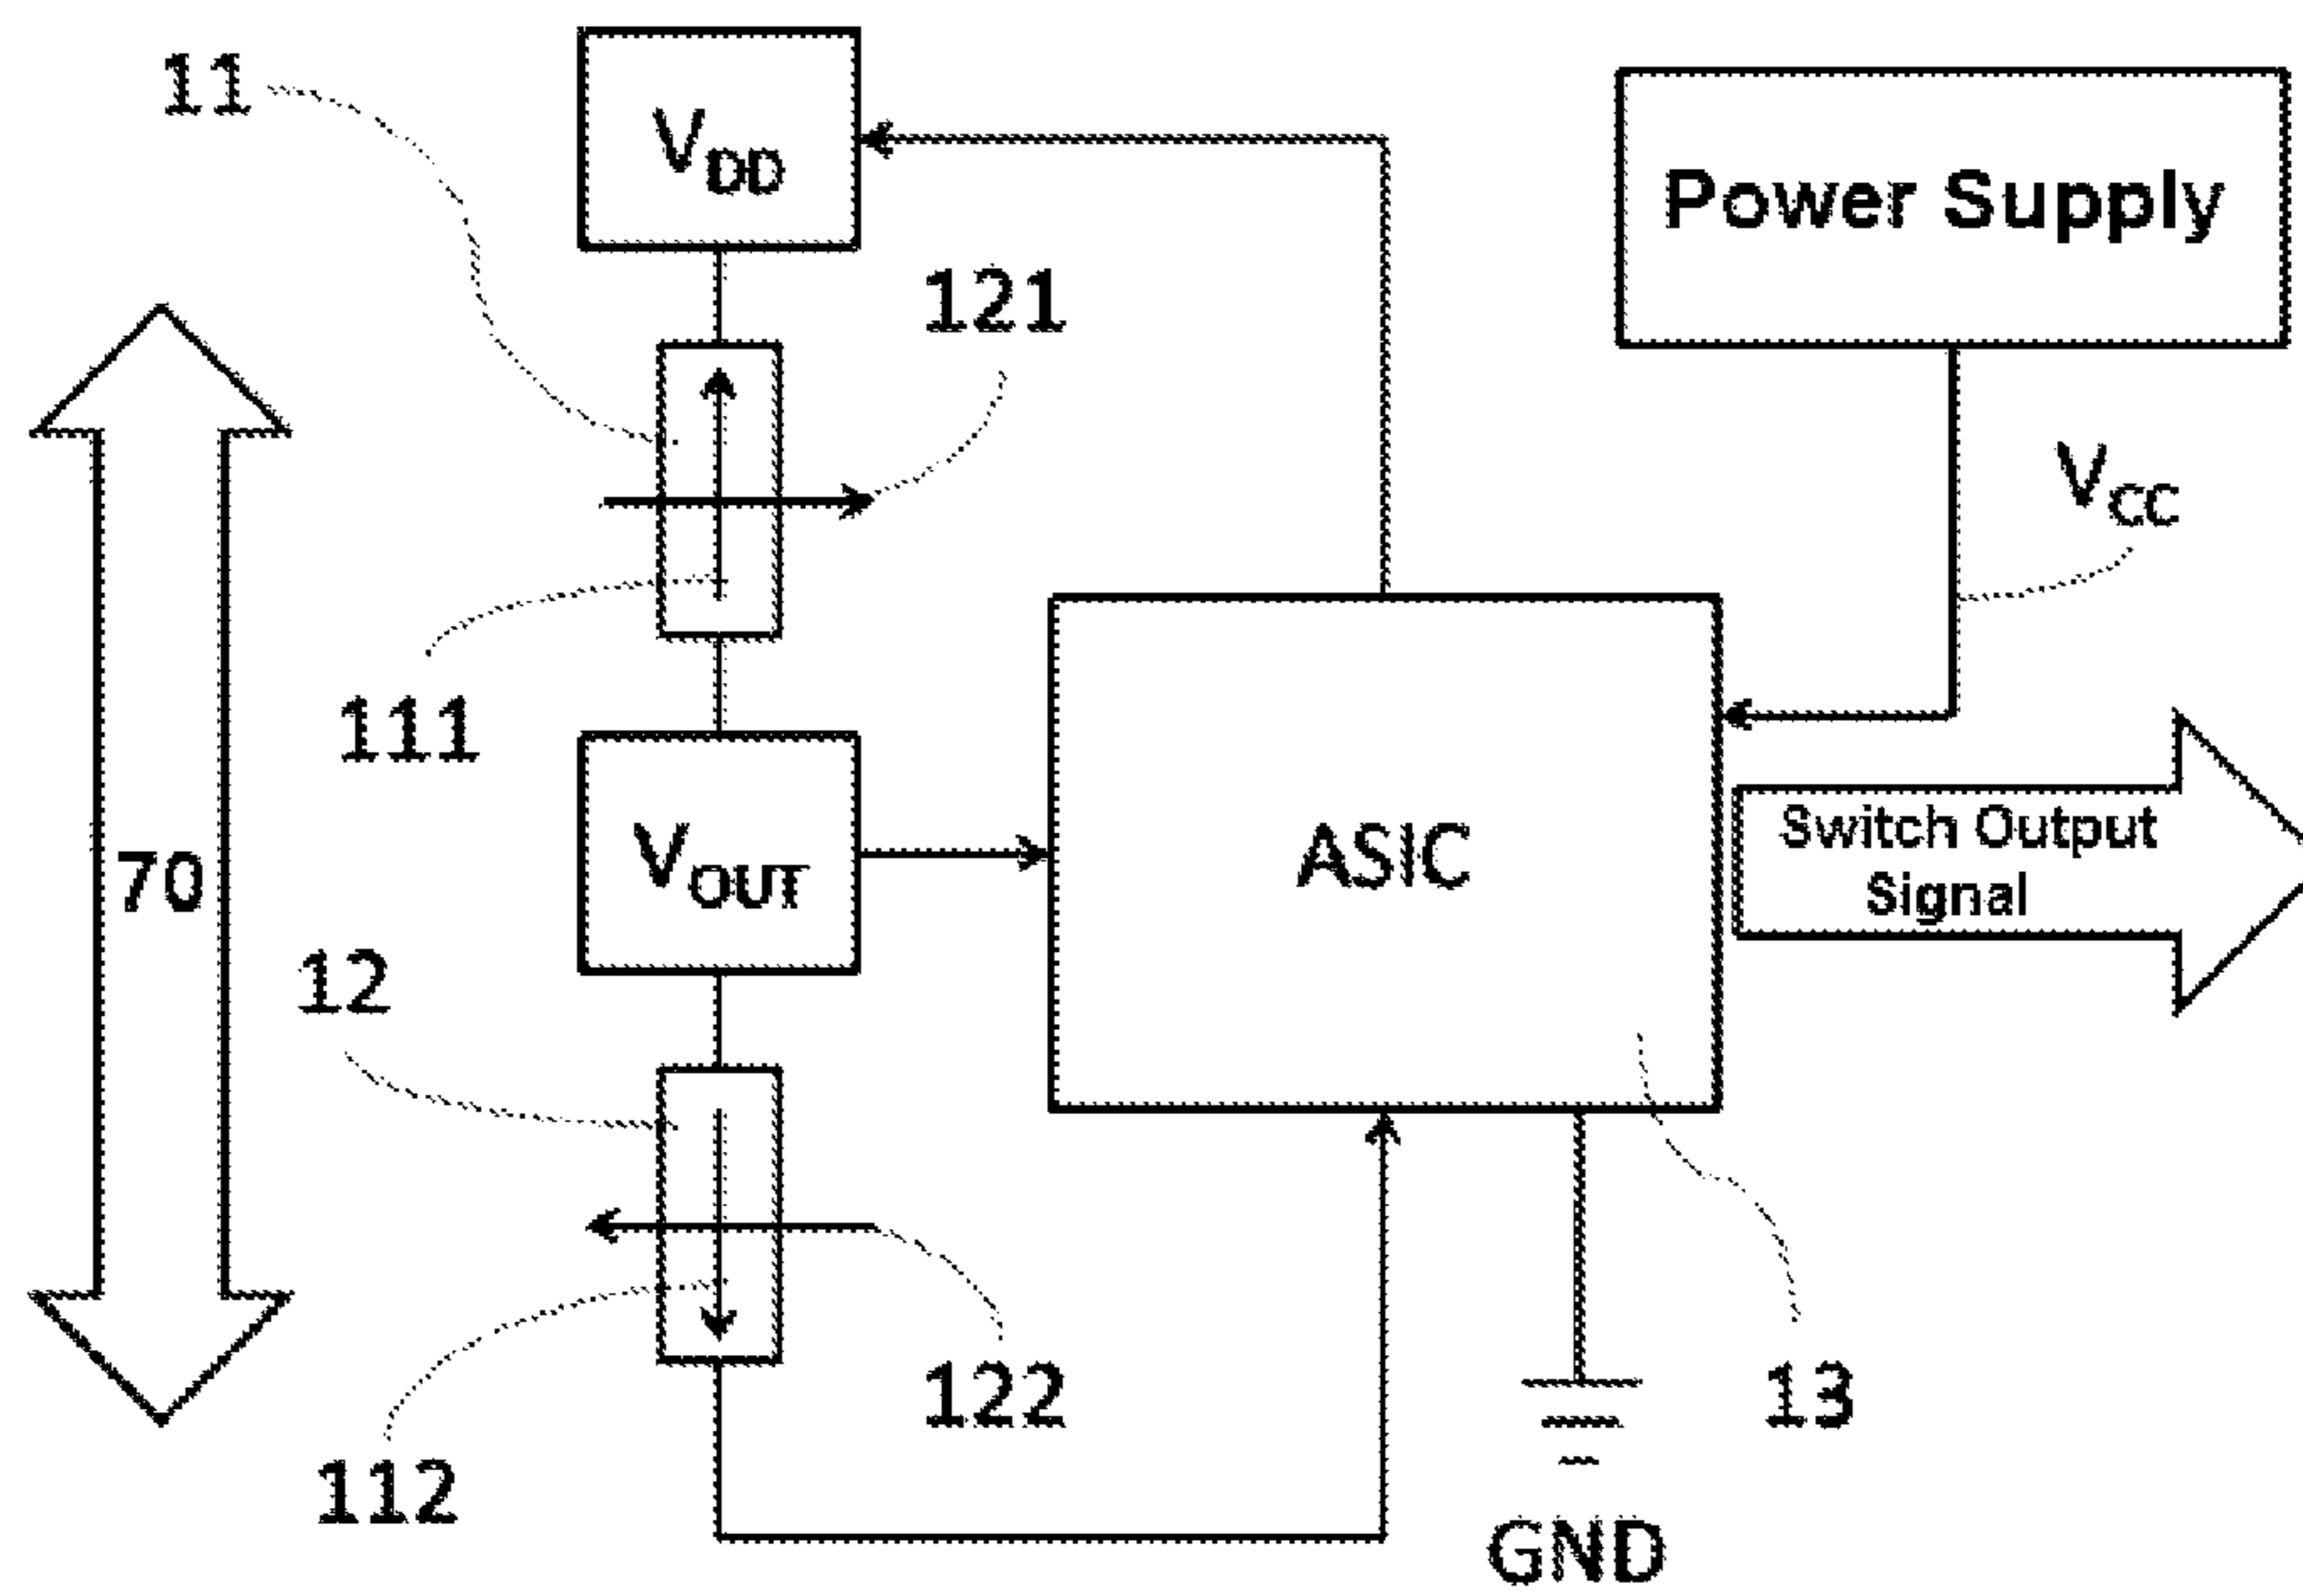 11
V_DD
Power Supply
121
V_CC
111
V_OUT
ASIC
Switch Output
Signal
70
12
122
13
112
GND